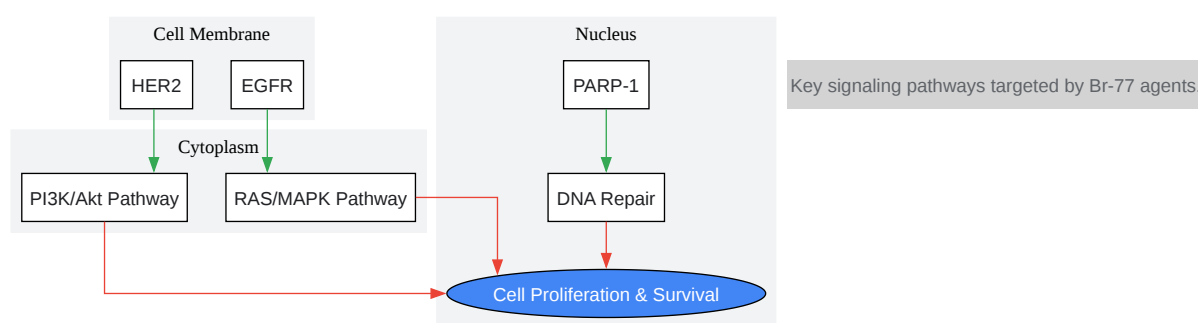 Cell Membrane
HER2
EGFR
Cytoplasm
PI3K/Akt Pathway
RAS/MAPK Pathway
Nucleus
PARP-1
DNA Repair
Cell Proliferation & Survival
Key signaling pathways targeted by Br-77 agents.